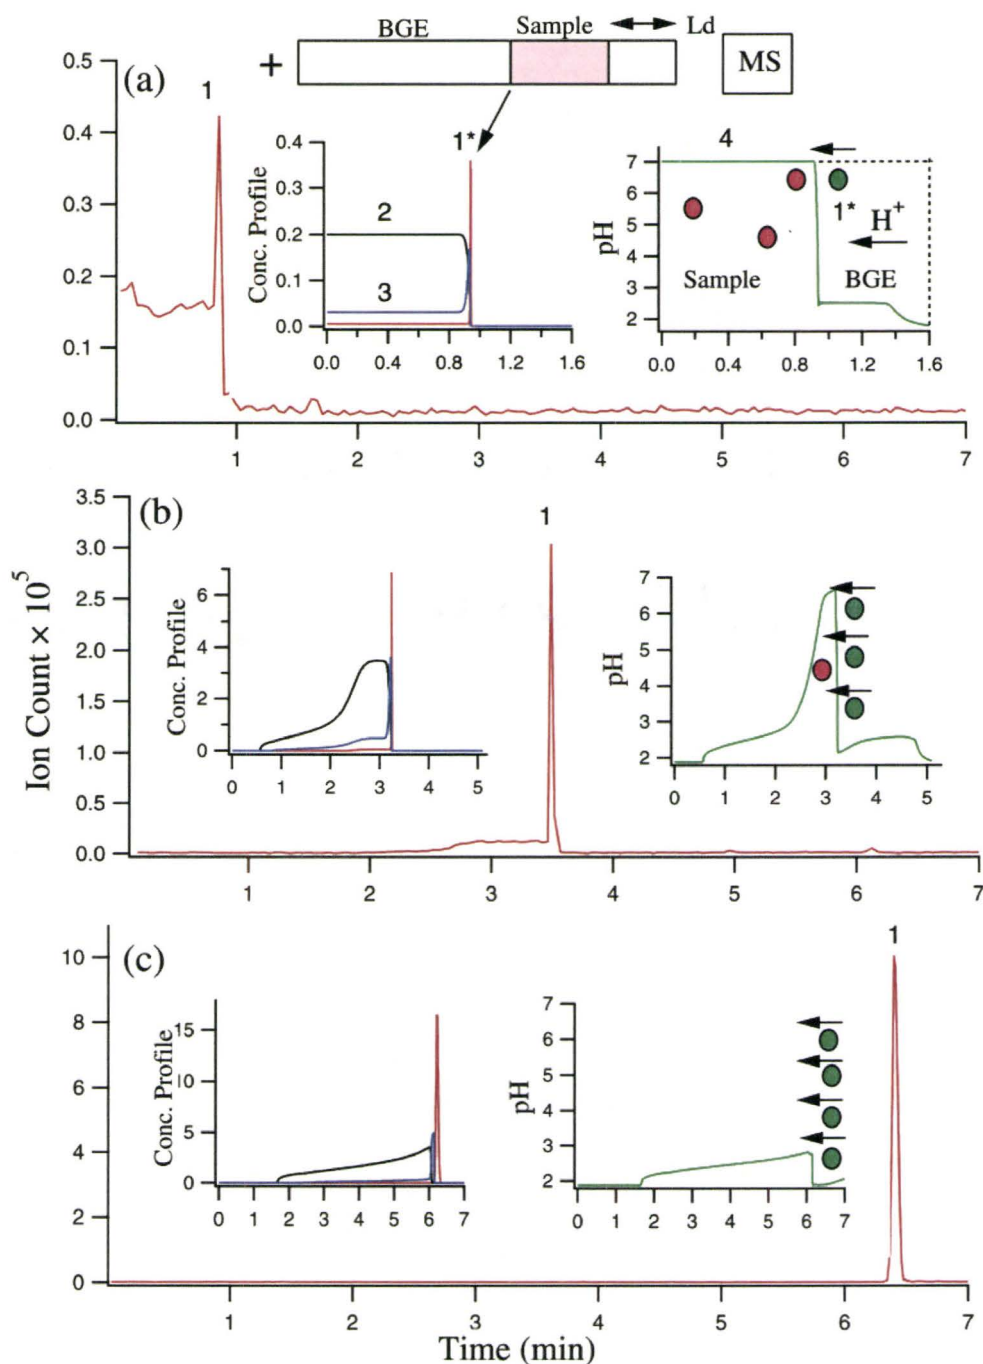 BGE Sample Ld
+ MS
(a) 1
0.5
0.4
0.3
0.2
0.1
0.0
1 2 3 4 5 6 7
Conc. Profile
0.4
0.3
0.2
0.1
0.0
0.0 0.4 0.8 1.2 1.6
1*
2
3
pH
7
6
5
4
3
2
0.0 0.4 0.8 1.2 1.6
4
1*
H+
Sample BGE
(b) 1
Ion Count × 10^5
3.5
3.0
2.5
2.0
1.5
1.0
0.5
0.0
1 2 3 4 5 6 7
Conc. Profile
6
4
2
0
0 1 2 3 4 5
pH
7
6
5
4
3
2
0 1 2 3 4 5
(c) 1
10
8
6
4
2
0
1 2 3 4 5 6 7
Conc. Profile
15
10
5
0
0 1 2 3 4 5 6 7
pH
7
6
5
4
3
2
0 1 2 3 4 5 6 7
Time (min)